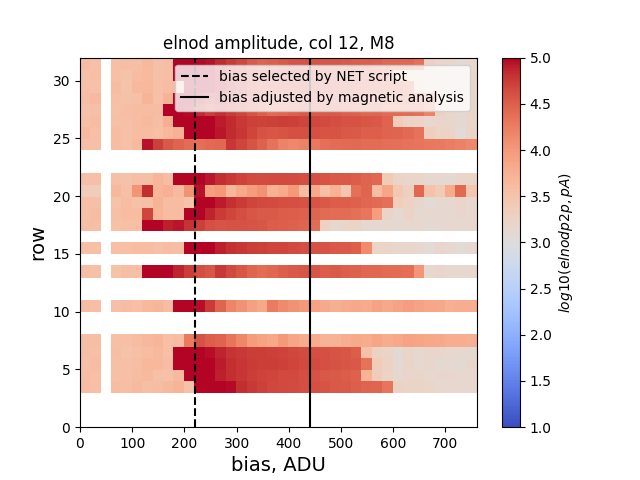 elnod amplitude, col 12, M8
bias selected by NET script
bias adjusted by magnetic analysis
row
30
25
20
15
10
5
0
0 100 200 300 400 500 600 700
bias, ADU
5.0
4.5
4.0
3.5
3.0
2.5
2.0
1.5
1.0
log10(elnodp2p, pA)